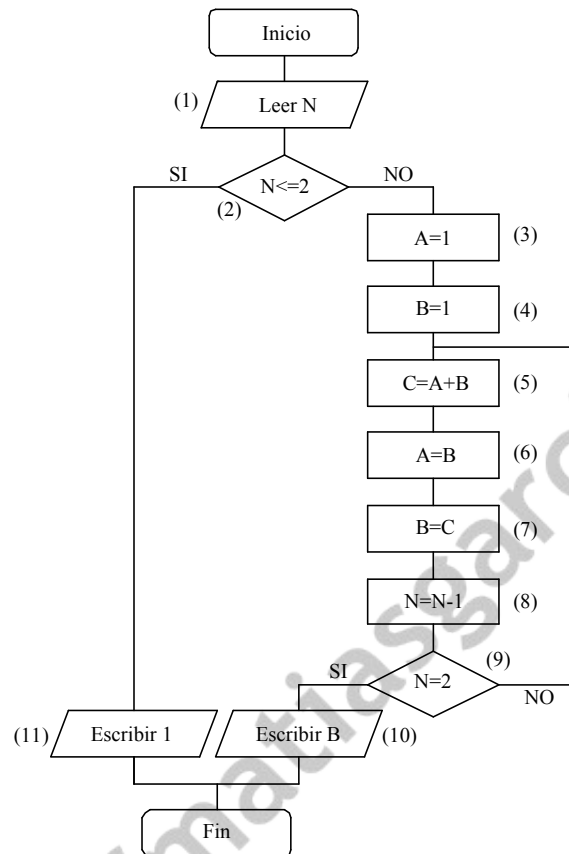 Inicio
(1)
Leer N
SI
N<=2
NO
(2)
A=1
(3)
B=1
(4)
C=A+B
(5)
A=B
(6)
B=C
(7)
N=N-1
(8)
(9)
SI
N=2
NO
(11)
Escribir 1
Escribir B
(10)
Fin